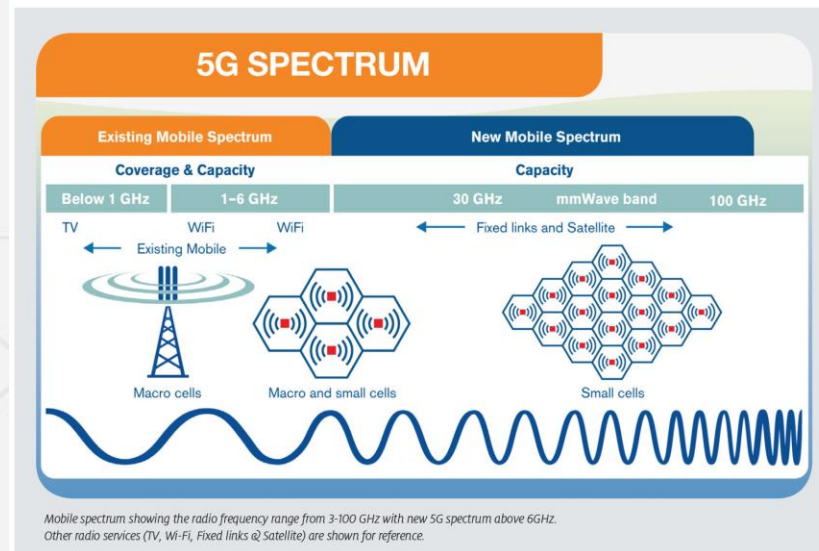 5G SPECTRUM
Existing Mobile Spectrum
New Mobile Spectrum
Coverage & Capacity
Capacity
Below 1 GHz
1–6 GHz
30 GHz
mmWave band
100 GHz
TV
WiFi
WiFi
Fixed links and Satellite
Existing Mobile
Macro cells
Macro and small cells
Small cells
Mobile spectrum showing the radio frequency range from 3-100 GHz with new 5G spectrum above 6GHz.
Other radio services (TV, Wi-Fi, Fixed links & Satellite) are shown for reference.